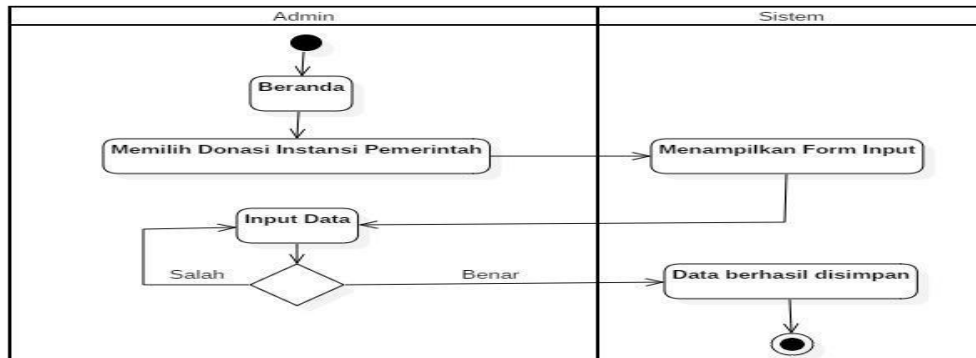 Admin
Sistem
Beranda
Memilih Donasi Instansi Pemerintah
Menampilkan Form Input
Input Data
Salah
Benar
Data berhasil disimpan